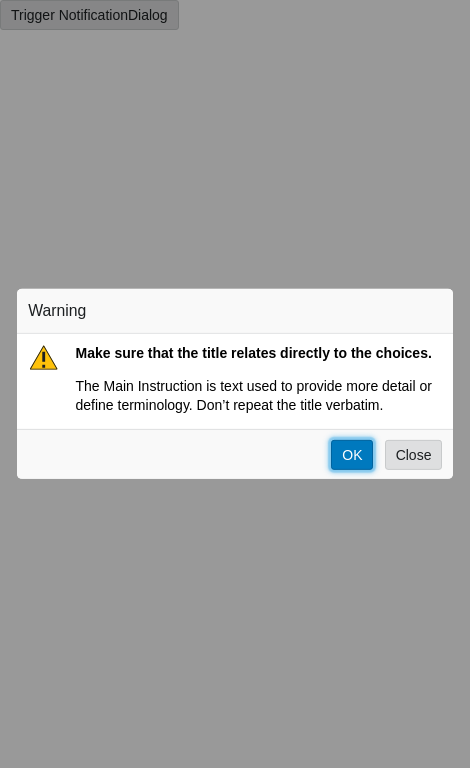 Trigger NotificationDialog
Warning
Make sure that the title relates directly to the choices.
The Main Instruction is text used to provide more detail or
define terminology. Don’t repeat the title verbatim.
OK Close